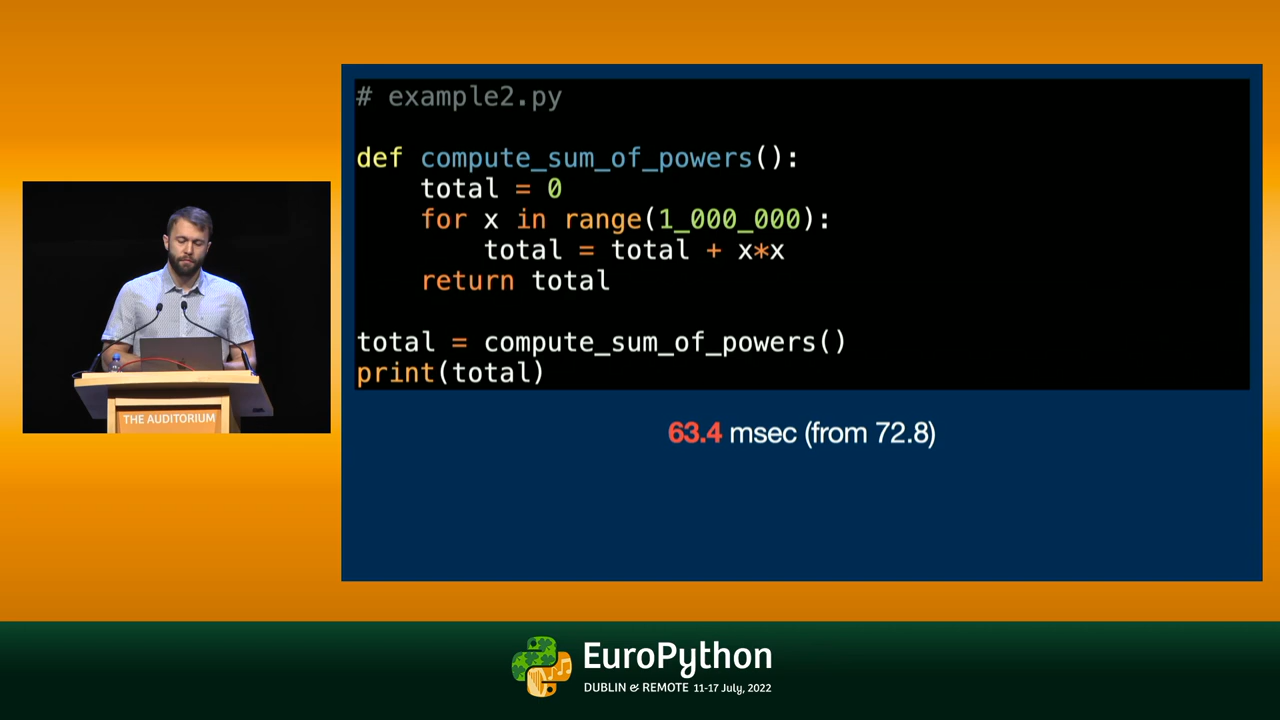 # example2.py
def compute_sum_of_powers():
    total = 0
    for x in range(1_000_000):
        total = total + x*x
    return total
total = compute_sum_of_powers()
print(total)
63.4 msec (from 72.8)
THE AUDITORIUM
EuroPython
DUBLIN & REMOTE 11-17 July, 2022